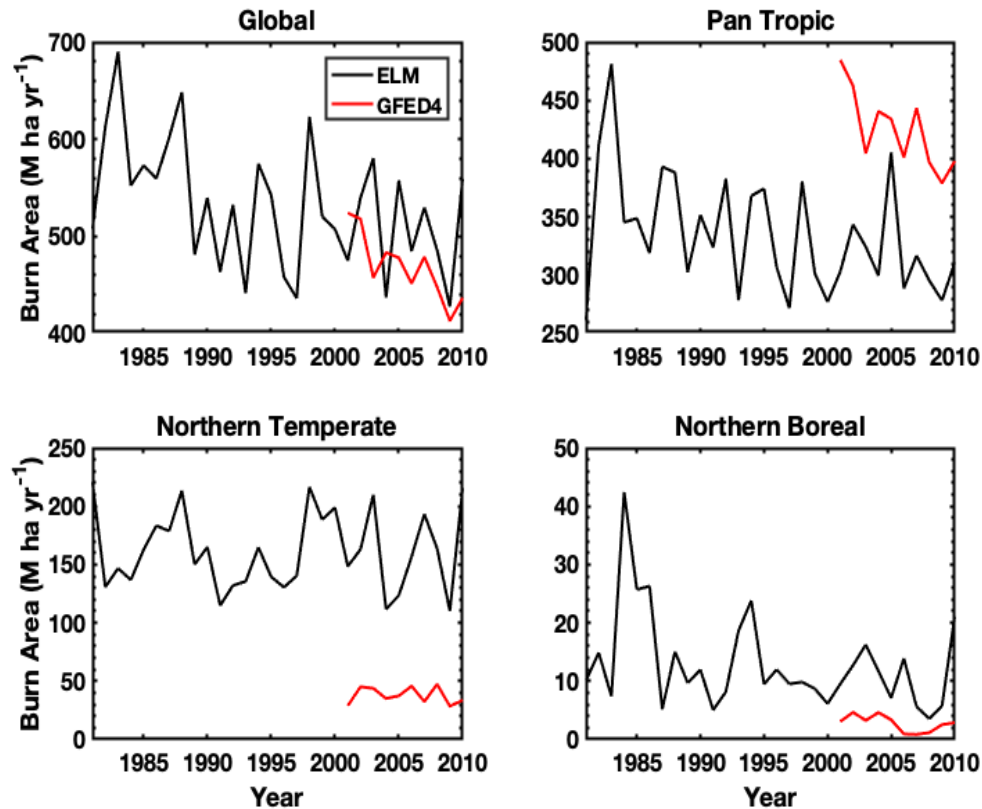 Global
Burn Area (M ha yr⁻¹)
700
600
500
400
ELM
GFED4
1985 1990 1995 2000 2005 2010
Pan Tropic
500
450
400
350
300
250
1985 1990 1995 2000 2005 2010
Northern Temperate
Burn Area (M ha yr⁻¹)
250
200
150
100
50
0
1985 1990 1995 2000 2005 2010
Year
Northern Boreal
50
40
30
20
10
0
1985 1990 1995 2000 2005 2010
Year